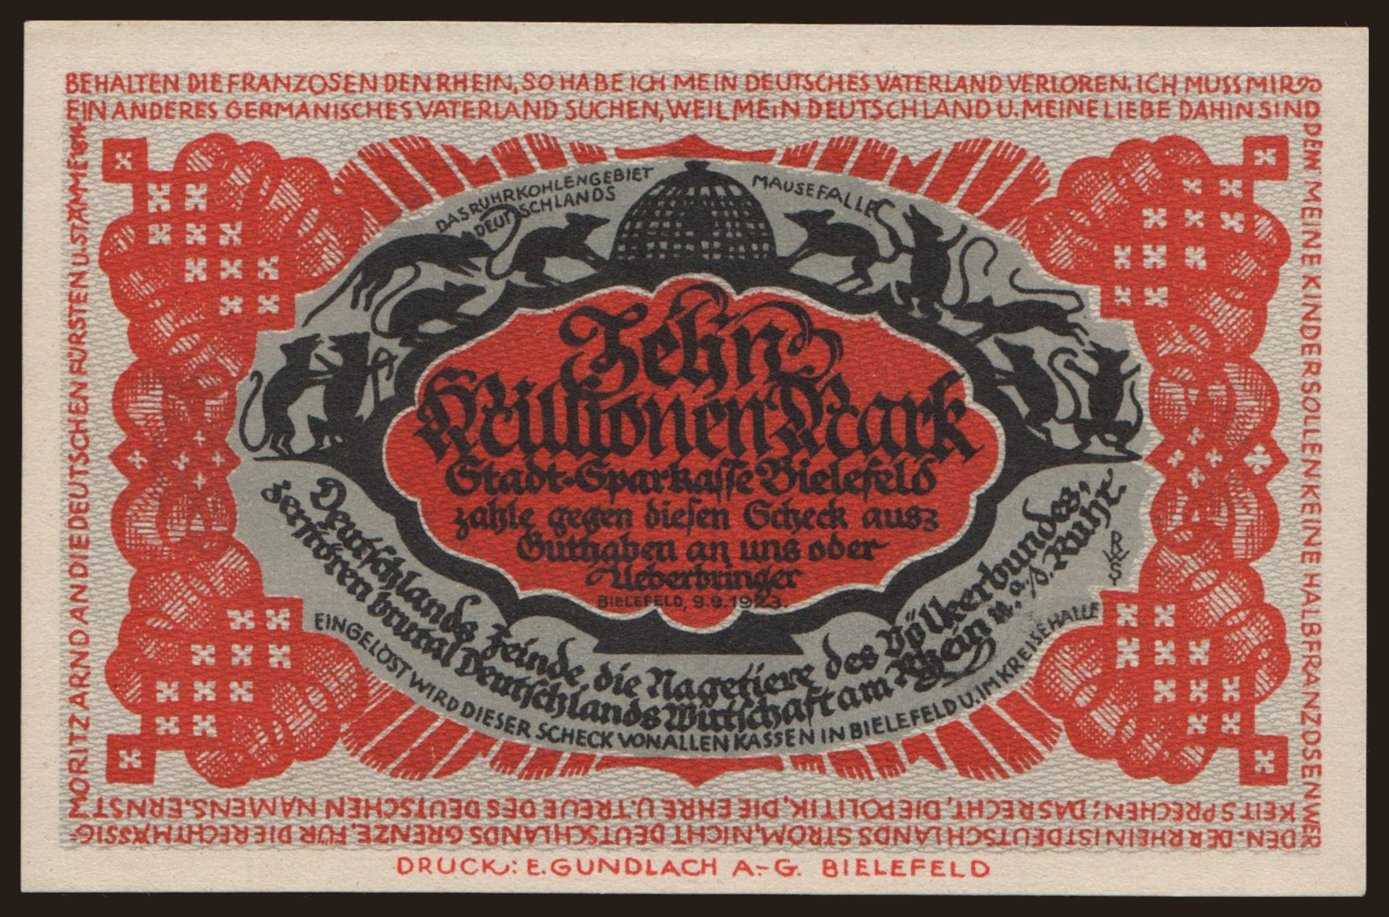 BEHALTEN DIE FRANZOSEN DEN RHEIN, SO HABE ICH MEIN DEUTSCHES VATERLAND VERLOREN. ICH MUSS MIR
EIN ANDERES GERMANISCHES VATERLAND SUCHEN, WEIL MEIN DEUTSCHLAND U. MEINE LIEBE DAHIN SIND
DENN MEINE KINDER SOLLEN KEINE HALBFRANZOSEN WER
DEN. DER RHEIN IST DEUTSCHLANDS STROM, NICHT DEUTSCHLANDS GRENZE, FÜR DIE RECHTMÄSSIG-
KEIT SPRECHEN; DAS RECHT, DIE POLITIK, DIE EHRE U. TREUE DES DEUTSCHEN NAMENS. ERNST
MORITZ ARND AN DIE DEUTSCHEN FÜRSTEN U. STÄMME
DAS RUHRKOHLENGEBIET
DEUTSCHLANDS
MAUSEFALLE
Zehn
Millionen Mark
Stadt-Sparkasse Bielefeld
zahle gegen diesen Scheck aus
Guthaben an uns oder
Ueberbringer
BIELEFELD, 9.9.1923.
Deutschlands Feinde, die Nagetiere des Völkerbundes,
zerstören brutal Deutschlands Wirtschaft am Rhein u. a./d. Ruhr.
EINGELÖST WIRD DIESER SCHECK VON ALLEN KASSEN IN BIELEFELD U. IM KREISE HALLE
DRUCK: E. GUNDLACH A.-G. BIELEFELD